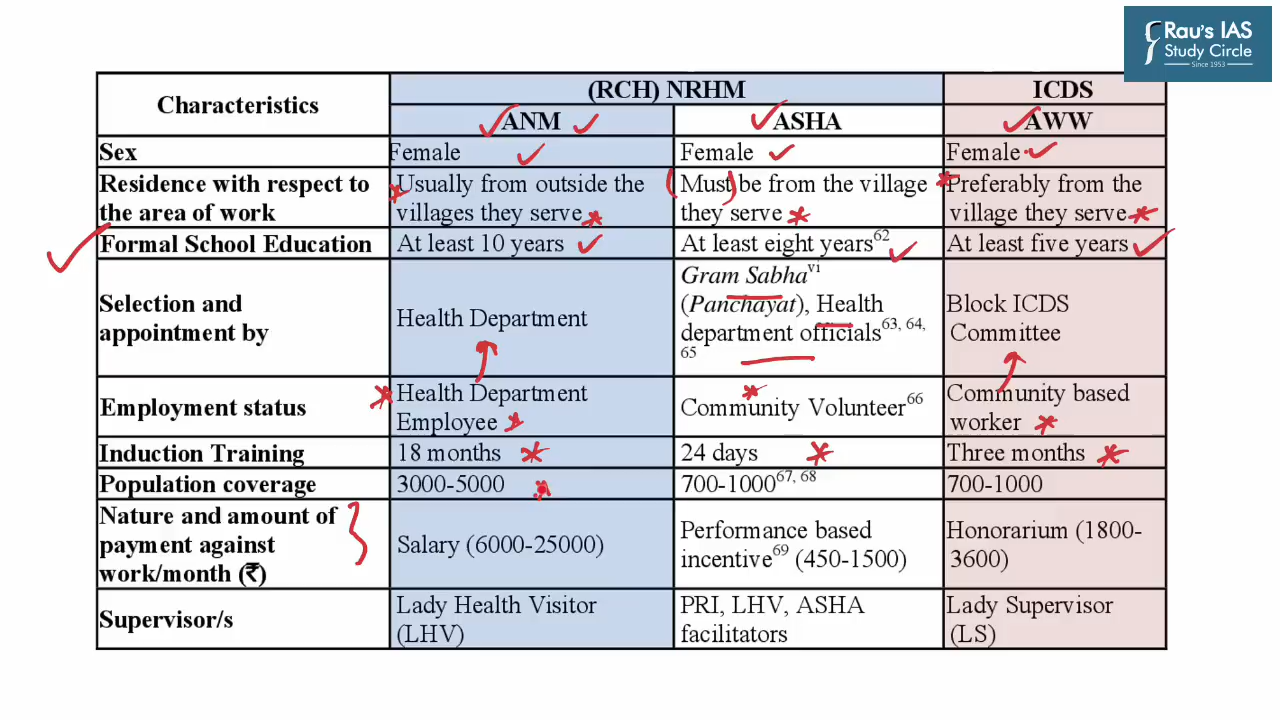 Rau's IAS
Study Circle
Since 1953
Characteristics
(RCH) NRHM
ICDS
ANM
ASHA
AWW
Sex
Female
Female
Female
Residence with respect to
the area of work
Usually from outside the
villages they serve
Must be from the village
they serve
Preferably from the
village they serve
Formal School Education
At least 10 years
At least eight years62
At least five years
Selection and
appointment by
Health Department
Gram Sabhavi
(Panchayat), Health
department officials63, 64,
65
Block ICDS
Committee
Employment status
Health Department
Employee
Community Volunteer66
Community based
worker
Induction Training
18 months
24 days
Three months
Population coverage
3000-5000
700-100067, 68
700-1000
Nature and amount of
payment against
work/month (₹)
Salary (6000-25000)
Performance based
incentive69 (450-1500)
Honorarium (1800-
3600)
Supervisor/s
Lady Health Visitor
(LHV)
PRI, LHV, ASHA
facilitators
Lady Supervisor
(LS)